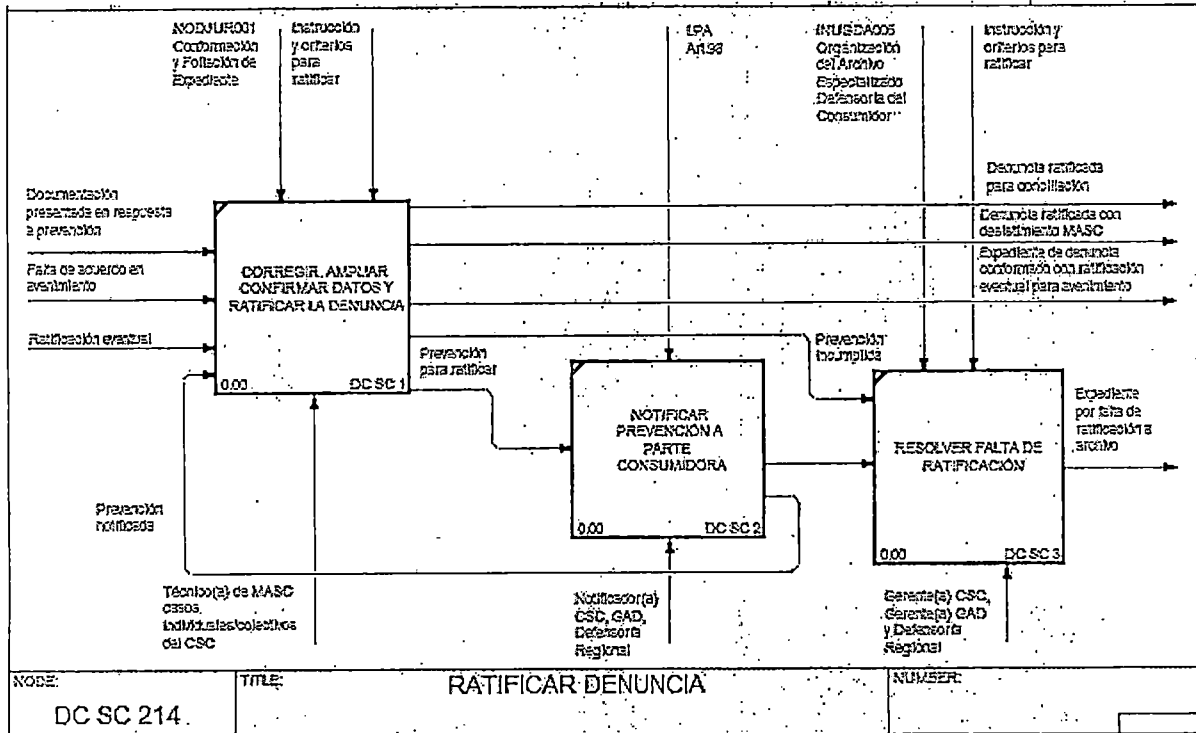 Conformación
y Foliación de
Expediente
Instrucción
y criterios
para
ratificar
LPA
Art.98
Organización
del Archivo
Especializado
Defensoría del
Consumidor"
Instrucción y
criterios para
ratificar
Documentación
presentada en respuesta
a prevención
Falta de acuerdo en
avenimiento
Ratificación eventual
CORREGIR, AMPLIAR
CONFIRMAR DATOS Y
RATIFICAR LA DENUNCIA
0.00 DC SC 1
Denuncia ratificada
para conciliación
Denuncia ratificada con
desistimiento MASC
Expediente de denuncia
conformado con ratificación
eventual para avenimiento
Prevención
para ratificar
Prevención
incumplida
NOTIFICAR
PREVENCIÓN A
PARTE
CONSUMIDORA
0.00 DC SC 2
RESOLVER FALTA DE
RATIFICACIÓN
0.00 DC SC 3
Expediente
por falta de
ratificación a
archivo
Prevención
notificada
Técnico(a) de MASC
casos
individuales/colectivos
del CSC
Notificador(a)
CSC, GAD,
Defensoría
Regional
Gerente(a) CSC,
Gerente(a) GAD
y Defensoría
Regional
NODE:
DC SC 214.
TITLE:
RATIFICAR DENUNCIA
NUMBER: